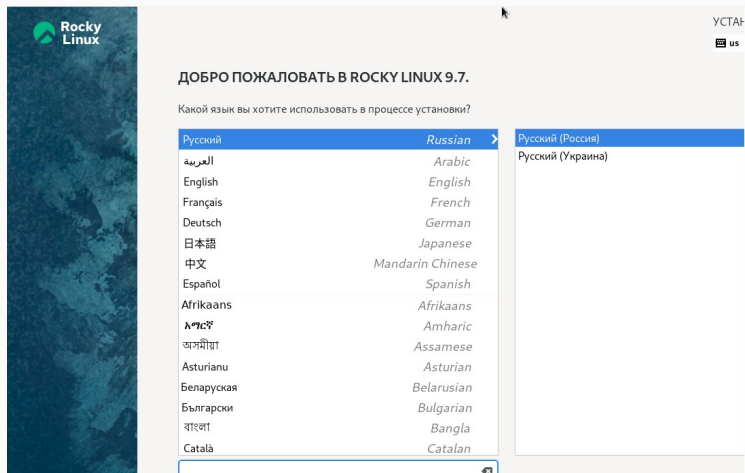 Rocky
Linux
УСТАН
us
ДОБРО ПОЖАЛОВАТЬ В ROCKY LINUX 9.7.
Какой язык вы хотите использовать в процессе установки?
Русский Russian
العربية Arabic
English English
Français French
Deutsch German
日本語 Japanese
中文 Mandarin Chinese
Español Spanish
Afrikaans Afrikaans
አማርኛ Amharic
অসমীয়া Assamese
Asturianu Asturian
Беларуская Belarusian
Български Bulgarian
বাংলা Bangla
Català Catalan
Русский (Россия)
Русский (Украина)